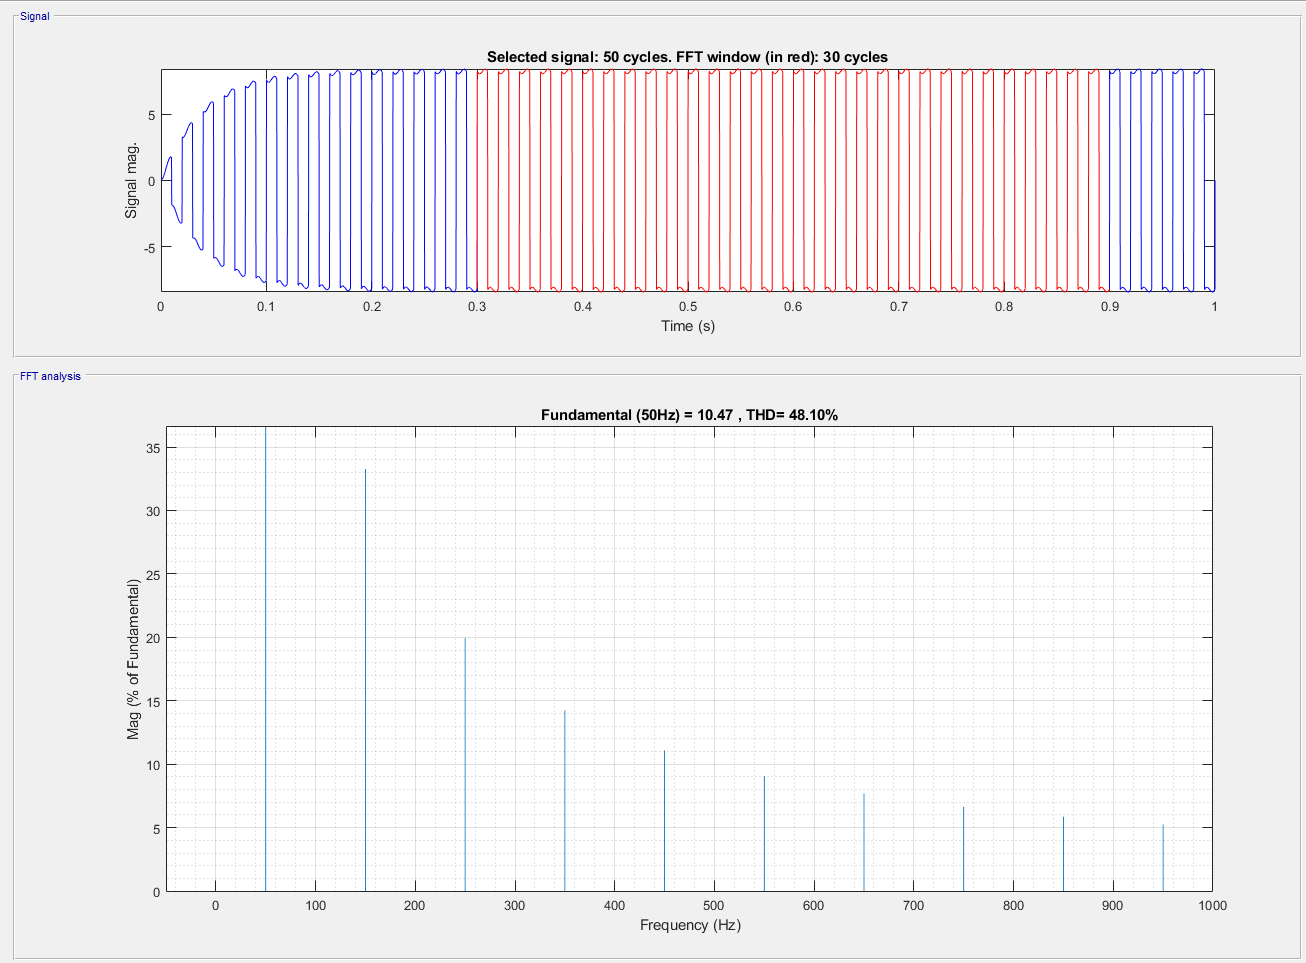 Signal
Selected signal: 50 cycles. FFT window (in red): 30 cycles
5
0
-5
Signal mag.
0 0.1 0.2 0.3 0.4 0.5 0.6 0.7 0.8 0.9 1
Time (s)
FFT analysis
Fundamental (50Hz) = 10.47 , THD= 48.10%
35
30
25
20
15
10
5
0
Mag (% of Fundamental)
0 100 200 300 400 500 600 700 800 900 1000
Frequency (Hz)